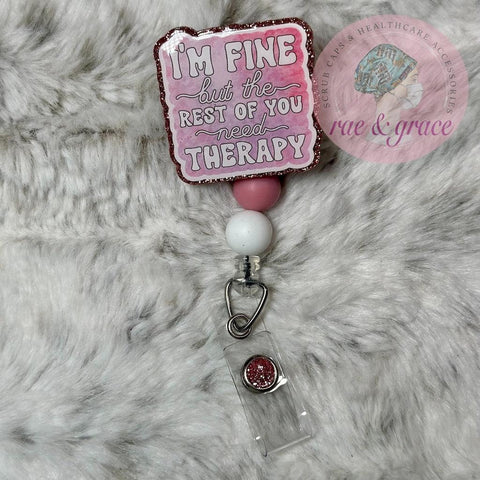 I'M FINE
but the
REST OF YOU
need
THERAPY
SCRUB CAPS & HEALTHCARE ACCESSORIES
rae & grace